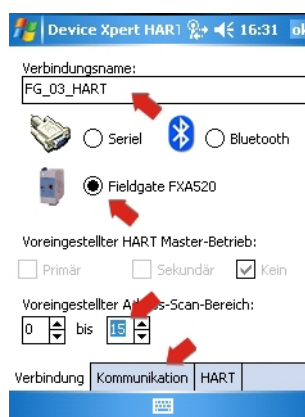 Device Xpert HART 16:31 ok
Verbindungsname:
FG_03_HART
Seriel Bluetooth
Fieldgate FXA520
Voreingestellter HART Master-Betrieb:
Primär Sekundär Kein
Voreingestellter Adress-Scan-Bereich:
0 bis 15
Verbindung Kommunikation HART